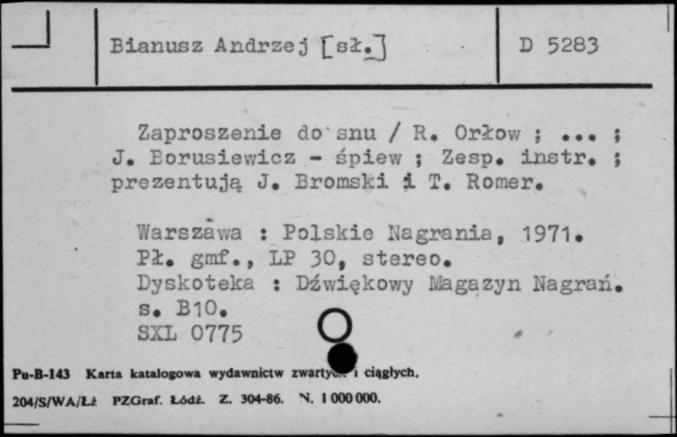 Bianusz Andrzej [sł.]
D 5283
Zaproszenie do snu / R. Orłow ; ... ;
J. Borusiewicz - śpiew ; Zesp. instr. ;
prezentują J. Bromski i T. Romer.
Warszawa : Polskie Nagrania, 1971.
Pł. gmf., LP 30, stereo.
Dyskoteka : Dźwiękowy Magazyn Nagrań.
s. B10.
SXL 0775
Pu-B-143 Karta katalogowa wydawnictw zwartych i ciągłych.
204/S/WA/Łż PZGraf. Łódź. Z. 304-86. N. 1 000 000.